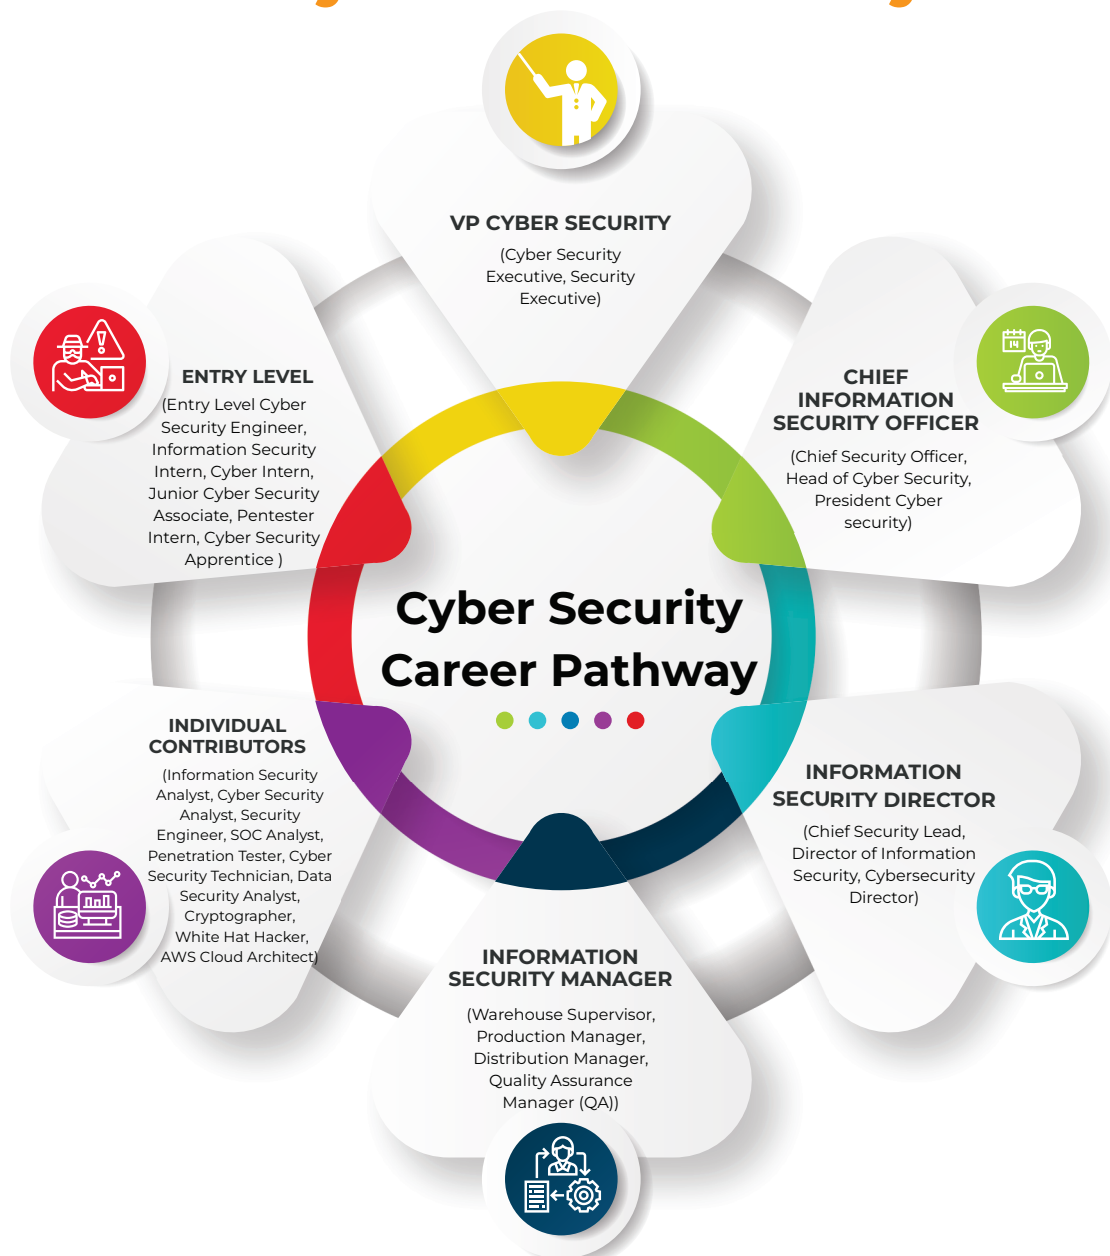 VP CYBER SECURITY
(Cyber Security
Executive, Security
Executive)
ENTRY LEVEL
(Entry Level Cyber
Security Engineer,
Information Security
Intern, Cyber Intern,
Junior Cyber Security
Associate, Pentester
Intern, Cyber Security
Apprentice )
CHIEF
INFORMATION
SECURITY OFFICER
(Chief Security Officer,
Head of Cyber Security,
President Cyber
security)
14
Cyber Security
Career Pathway
INDIVIDUAL
CONTRIBUTORS
(Information Security
Analyst, Cyber Security
Analyst, Security
Engineer, SOC Analyst,
Penetration Tester, Cyber
Security Technician, Data
Security Analyst,
Cryptographer,
White Hat Hacker,
AWS Cloud Architect)
INFORMATION
SECURITY DIRECTOR
(Chief Security Lead,
Director of Information
Security, Cybersecurity
Director)
INFORMATION
SECURITY MANAGER
(Warehouse Supervisor,
Production Manager,
Distribution Manager,
Quality Assurance
Manager (QA))